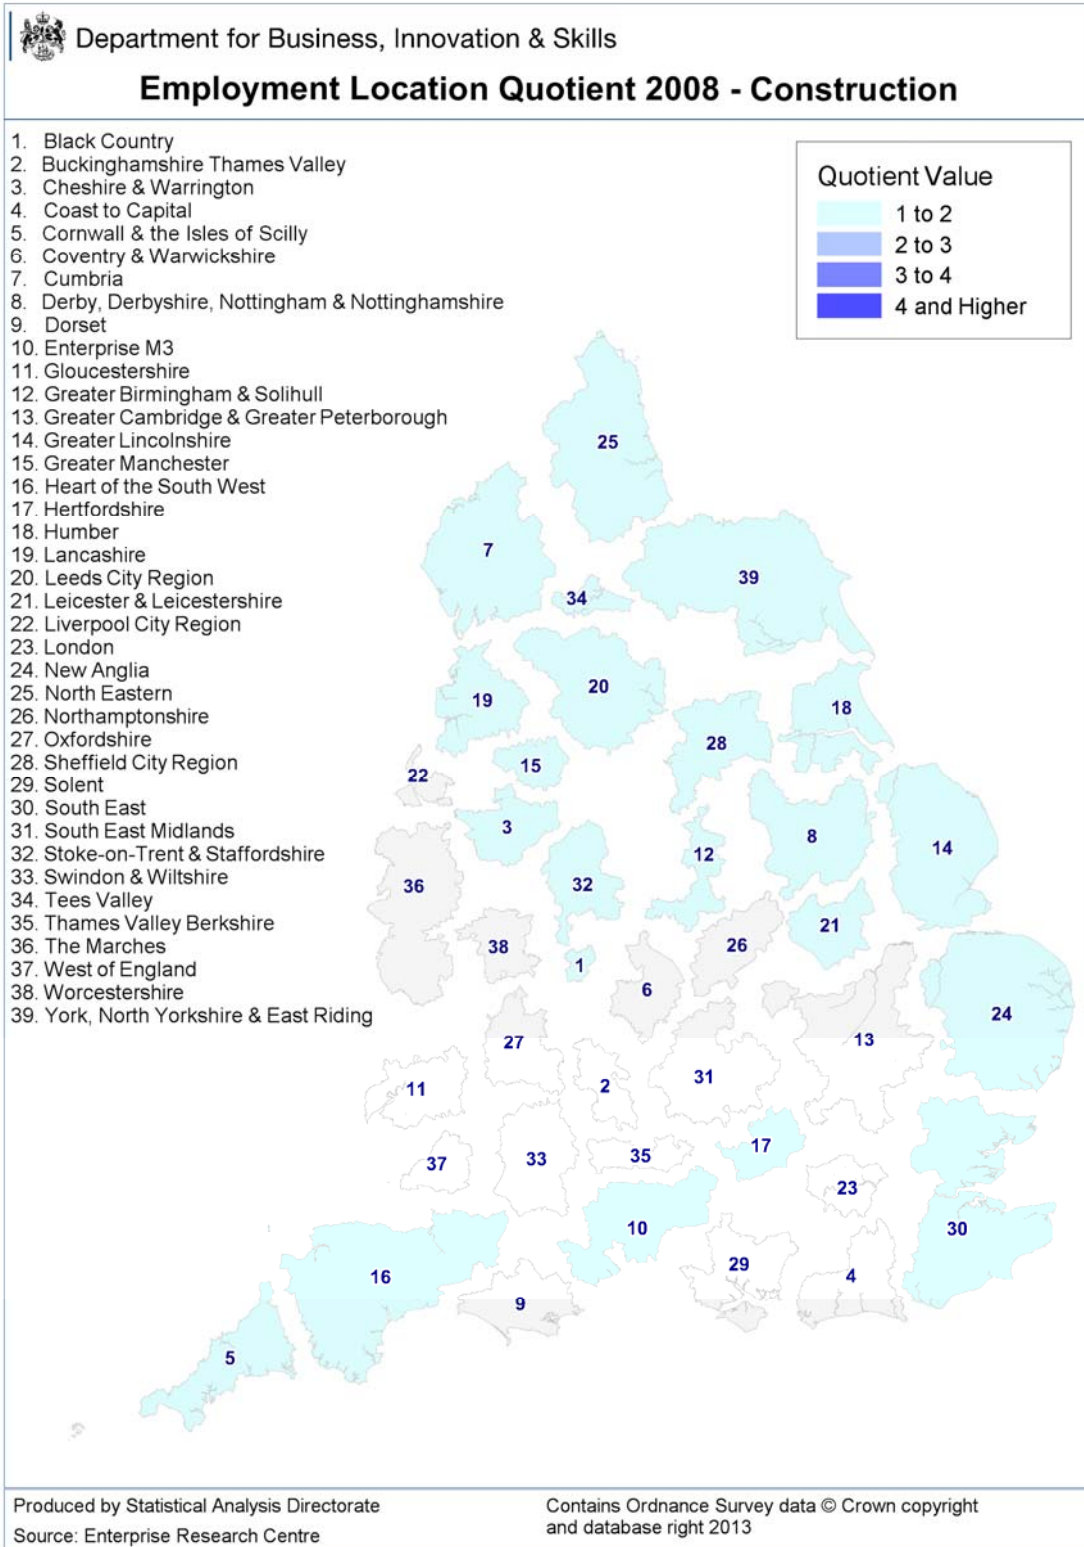 Department for Business, Innovation & Skills
Employment Location Quotient 2008 - Construction
1. Black Country
2. Buckinghamshire Thames Valley
3. Cheshire & Warrington
4. Coast to Capital
5. Cornwall & the Isles of Scilly
6. Coventry & Warwickshire
7. Cumbria
8. Derby, Derbyshire, Nottingham & Nottinghamshire
9. Dorset
10. Enterprise M3
11. Gloucestershire
12. Greater Birmingham & Solihull
13. Greater Cambridge & Greater Peterborough
14. Greater Lincolnshire
15. Greater Manchester
16. Heart of the South West
17. Hertfordshire
18. Humber
19. Lancashire
20. Leeds City Region
21. Leicester & Leicestershire
22. Liverpool City Region
23. London
24. New Anglia
25. North Eastern
26. Northamptonshire
27. Oxfordshire
28. Sheffield City Region
29. Solent
30. South East
31. South East Midlands
32. Stoke-on-Trent & Staffordshire
33. Swindon & Wiltshire
34. Tees Valley
35. Thames Valley Berkshire
36. The Marches
37. West of England
38. Worcestershire
39. York, North Yorkshire & East Riding
Quotient Value
1 to 2
2 to 3
3 to 4
4 and Higher
25
7
39
34
20
19
18
28
15
22
3
8
12
14
32
36
21
26
38
1
6
24
13
27
31
2
11
17
35
33
37
23
10
30
29
4
16
9
5
Produced by Statistical Analysis Directorate
Source: Enterprise Research Centre
Contains Ordnance Survey data © Crown copyright
and database right 2013